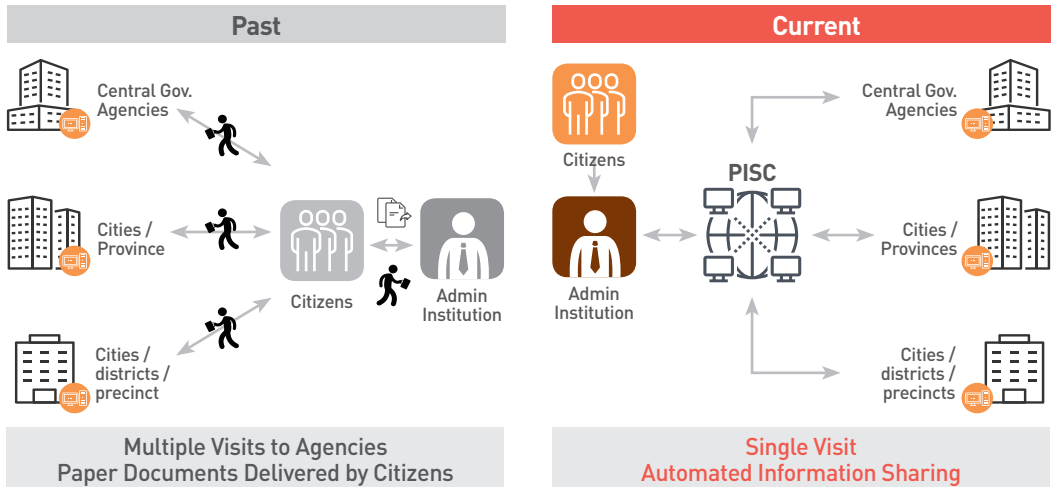 Past
Central Gov.
Agencies
Cities /
Province
Cities /
districts /
precinct
Citizens
Admin
Institution
Multiple Visits to Agencies
Paper Documents Delivered by Citizens
Current
Citizens
Admin
Institution
PISC
Central Gov.
Agencies
Cities /
Provinces
Cities /
districts /
precincts
Single Visit
Automated Information Sharing